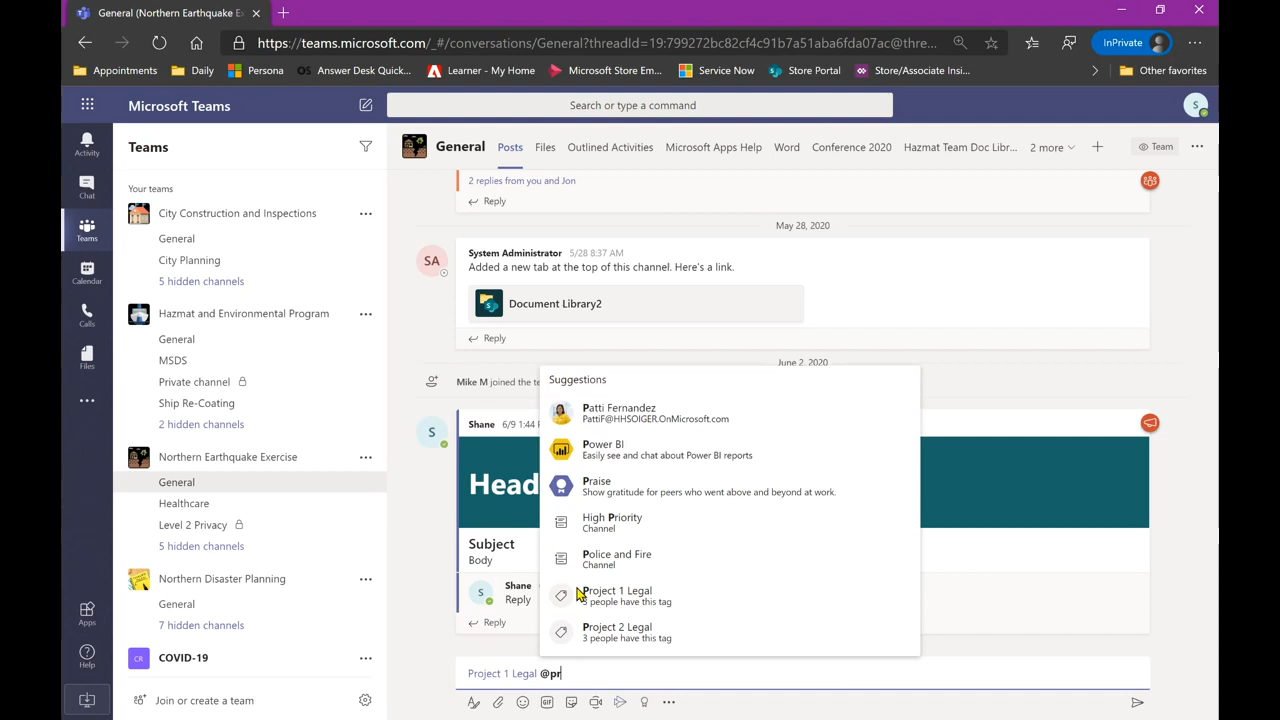 General (Northern Earthquake Ex
https://teams.microsoft.com/_#/conversations/General?threadId=19:799272bc82cf4c91b7a51aba6fda07ac@thre...
InPrivate
Appointments
Daily
Persona
Answer Desk Quick...
Learner - My Home
Microsoft Store Em...
Service Now
Store Portal
Store/Associate Insi...
Other favorites
Microsoft Teams
Search or type a command
S
Activity
Chat
Teams
Calendar
Calls
Files
Apps
Help
Teams
Your teams
City Construction and Inspections
General
City Planning
5 hidden channels
Hazmat and Environmental Program
General
MSDS
Private channel
Ship Re-Coating
2 hidden channels
Northern Earthquake Exercise
General
Healthcare
Level 2 Privacy
5 hidden channels
Northern Disaster Planning
General
7 hidden channels
CR COVID-19
Join or create a team
General Posts Files Outlined Activities Microsoft Apps Help Word Conference 2020 Hazmat Team Doc Libr... 2 more
Team
2 replies from you and Jon
Reply
May 28, 2020
SA
System Administrator 5/28 8:37 AM
Added a new tab at the top of this channel. Here's a link.
Document Library2
Reply
June 2, 2020
Mike M joined the te
S
Shane 6/9 1:44
Head
Subject
Body
S
Shane
Reply
Reply
Suggestions
Patti Fernandez
PattiF@HHSOIGER.OnMicrosoft.com
Power BI
Easily see and chat about Power BI reports
Praise
Show gratitude for peers who went above and beyond at work.
High Priority
Channel
Police and Fire
Channel
Project 1 Legal
3 people have this tag
Project 2 Legal
3 people have this tag
Project 1 Legal @pr
GIF